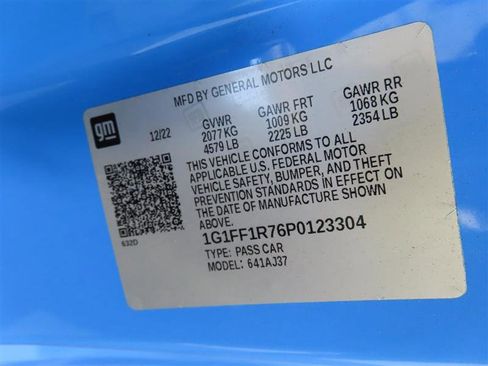 MFD BY GENERAL MOTORS LLC
gm
12/22
GVWR
2077 KG
4579 LB
GAWR FRT
1009 KG
2225 LB
GAWR RR
1068 KG
2354 LB
THIS VEHICLE CONFORMS TO ALL
APPLICABLE U.S. FEDERAL MOTOR
VEHICLE SAFETY, BUMPER, AND THEFT
PREVENTION STANDARDS IN EFFECT ON
THE DATE OF MANUFACTURE SHOWN
ABOVE.
632D
1G1FF1R76P0123304
TYPE: PASS CAR
MODEL: 641AJ37